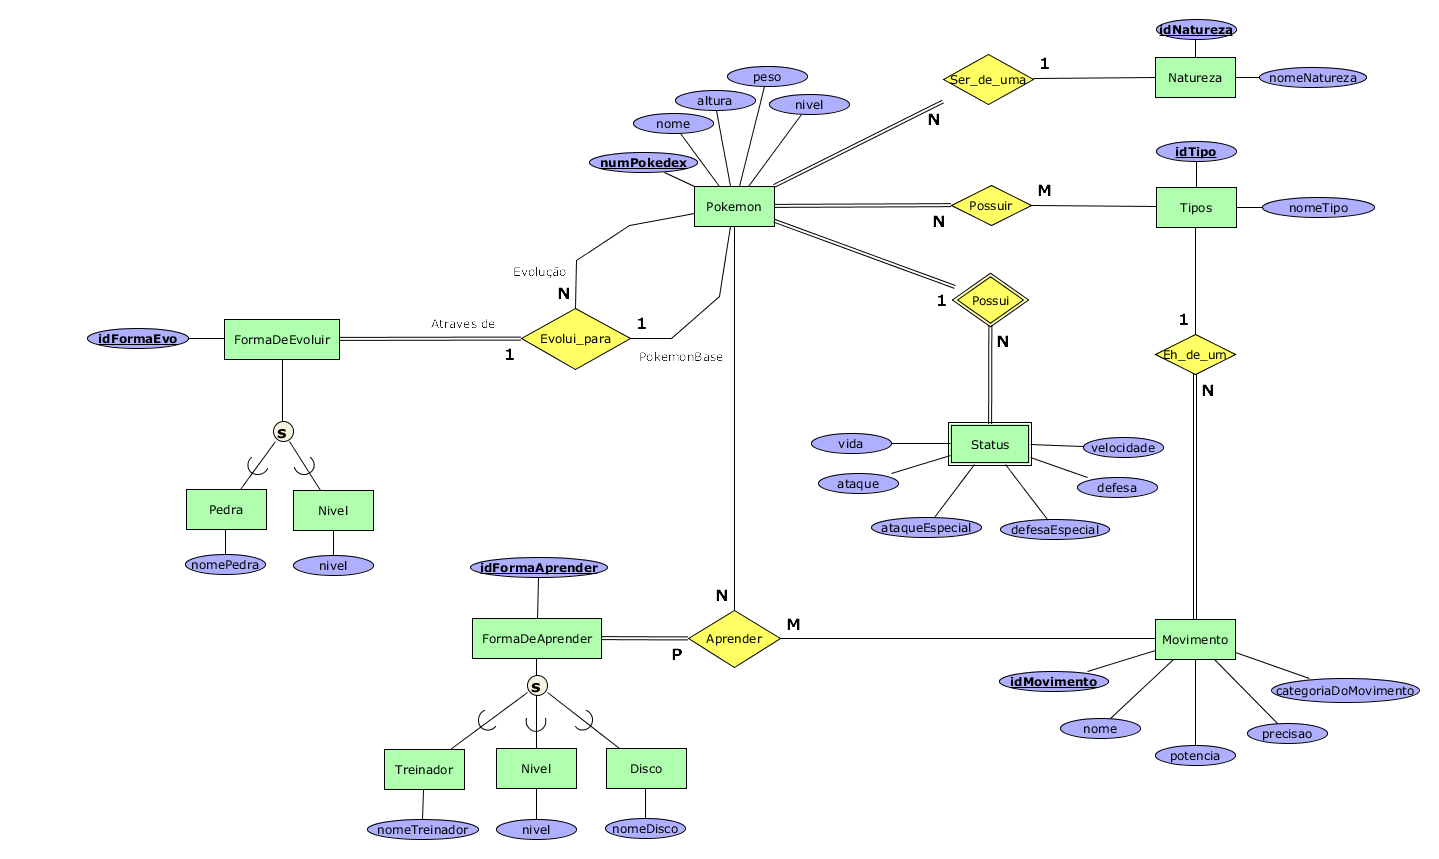 idNatureza
peso
Ser_de_uma
1
Natureza
nomeNatureza
altura
nivel
nome
N
numPokedex
idTipo
Pokemon
Possuir
M
N
Tipos
nomeTipo
Evolução
N
1
Possui
N
idFormaEvo
FormaDeEvoluir
Atraves de
1
Evolui_para
1
PokemonBase
1
Eh_de_um
N
s
vida
Status
velocidade
ataque
defesa
ataqueEspecial
defesaEspecial
Pedra
Nivel
nomePedra
nivel
idFormaAprender
N
FormaDeAprender
P
Aprender
M
Movimento
s
idMovimento
categoriaDoMovimento
nome
precisao
potencia
Treinador
Nivel
Disco
nomeTreinador
nivel
nomeDisco